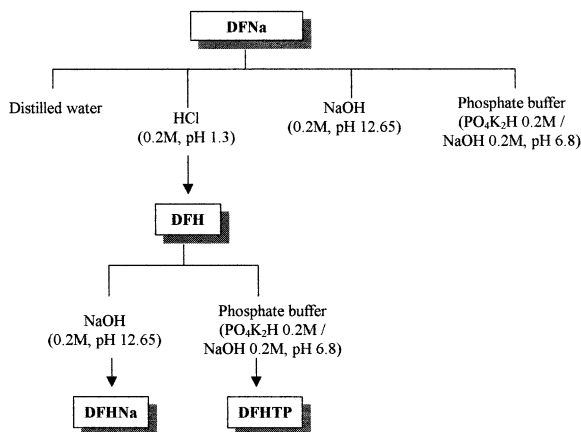 DFNa
Distilled water
HCl
(0.2M, pH 1.3)
NaOH
(0.2M, pH 12.65)
Phosphate buffer
(PO₄K₂H 0.2M /
NaOH 0.2M, pH 6.8)
DFH
NaOH
(0.2M, pH 12.65)
Phosphate buffer
(PO₄K₂H 0.2M /
NaOH 0.2M, pH 6.8)
DFHNa
DFHTP